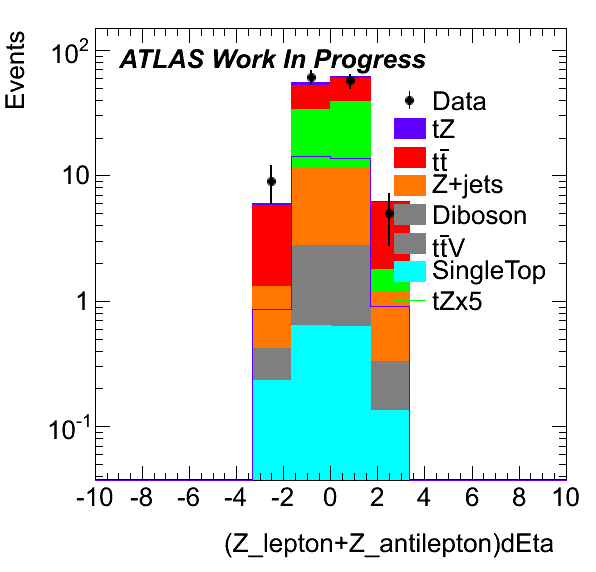 ATLAS Work In Progress
Events
10²
10
1
10⁻¹
Data
tZ
tt̄
Z+jets
Diboson
tt̄V
SingleTop
tZx5
-10 -8 -6 -4 -2 0 2 4 6 8 10
(Z_lepton+Z_antilepton)dEta